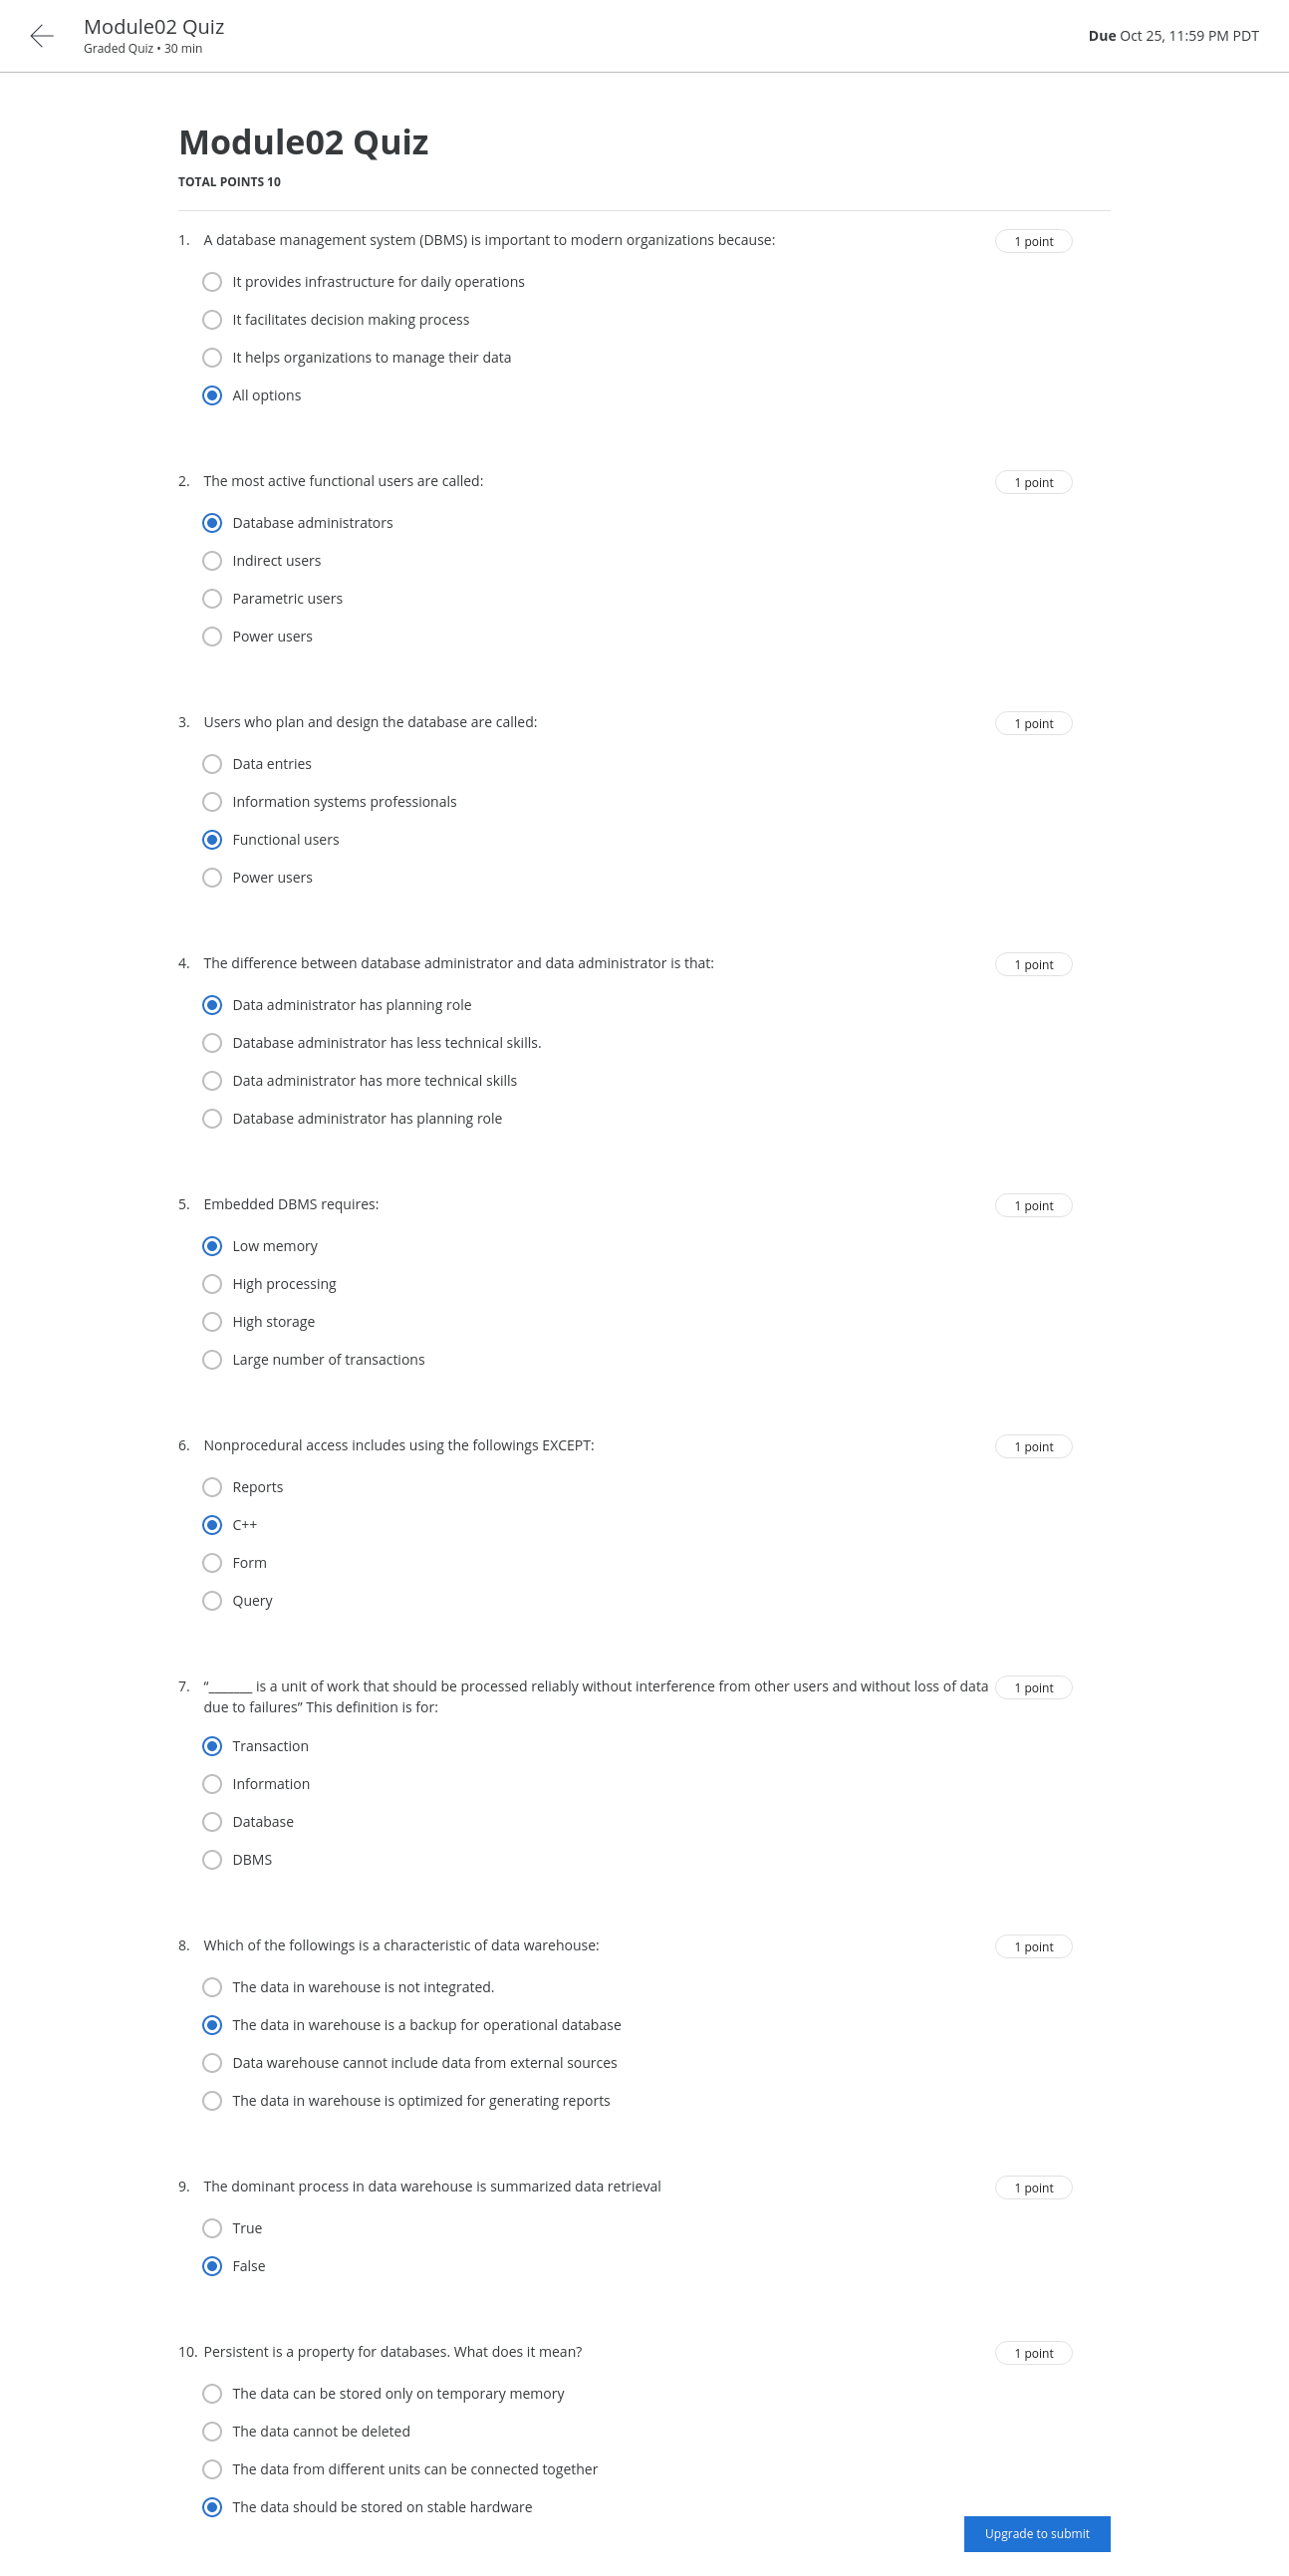 Module02 Quiz
Graded Quiz • 30 min
Due Oct 25, 11:59 PM PDT
Module02 Quiz
TOTAL POINTS 10
1. A database management system (DBMS) is important to modern organizations because:
1 point
It provides infrastructure for daily operations
It facilitates decision making process
It helps organizations to manage their data
All options
2. The most active functional users are called:
1 point
Database administrators
Indirect users
Parametric users
Power users
3. Users who plan and design the database are called:
1 point
Data entries
Information systems professionals
Functional users
Power users
4. The difference between database administrator and data administrator is that:
1 point
Data administrator has planning role
Database administrator has less technical skills.
Data administrator has more technical skills
Database administrator has planning role
5. Embedded DBMS requires:
1 point
Low memory
High processing
High storage
Large number of transactions
6. Nonprocedural access includes using the followings EXCEPT:
1 point
Reports
C++
Form
Query
7. “_______ is a unit of work that should be processed reliably without interference from other users and without loss of data
1 point
due to failures” This definition is for:
Transaction
Information
Database
DBMS
8. Which of the followings is a characteristic of data warehouse:
1 point
The data in warehouse is not integrated.
The data in warehouse is a backup for operational database
Data warehouse cannot include data from external sources
The data in warehouse is optimized for generating reports
9. The dominant process in data warehouse is summarized data retrieval
1 point
True
False
10. Persistent is a property for databases. What does it mean?
1 point
The data can be stored only on temporary memory
The data cannot be deleted
The data from different units can be connected together
The data should be stored on stable hardware
Upgrade to submit